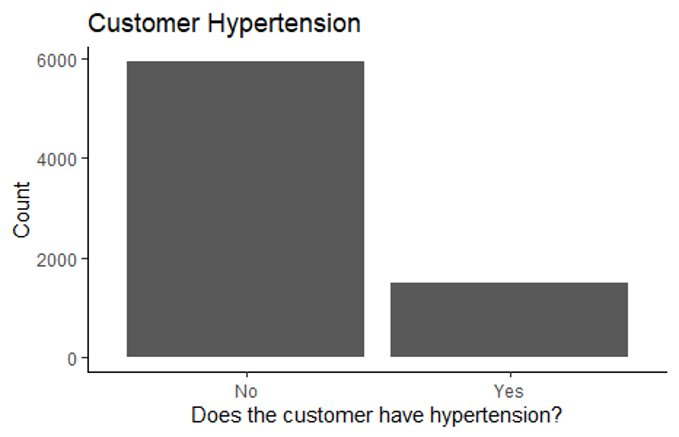 Customer Hypertension
6000
4000
2000
0
Count
No Yes
Does the customer have hypertension?